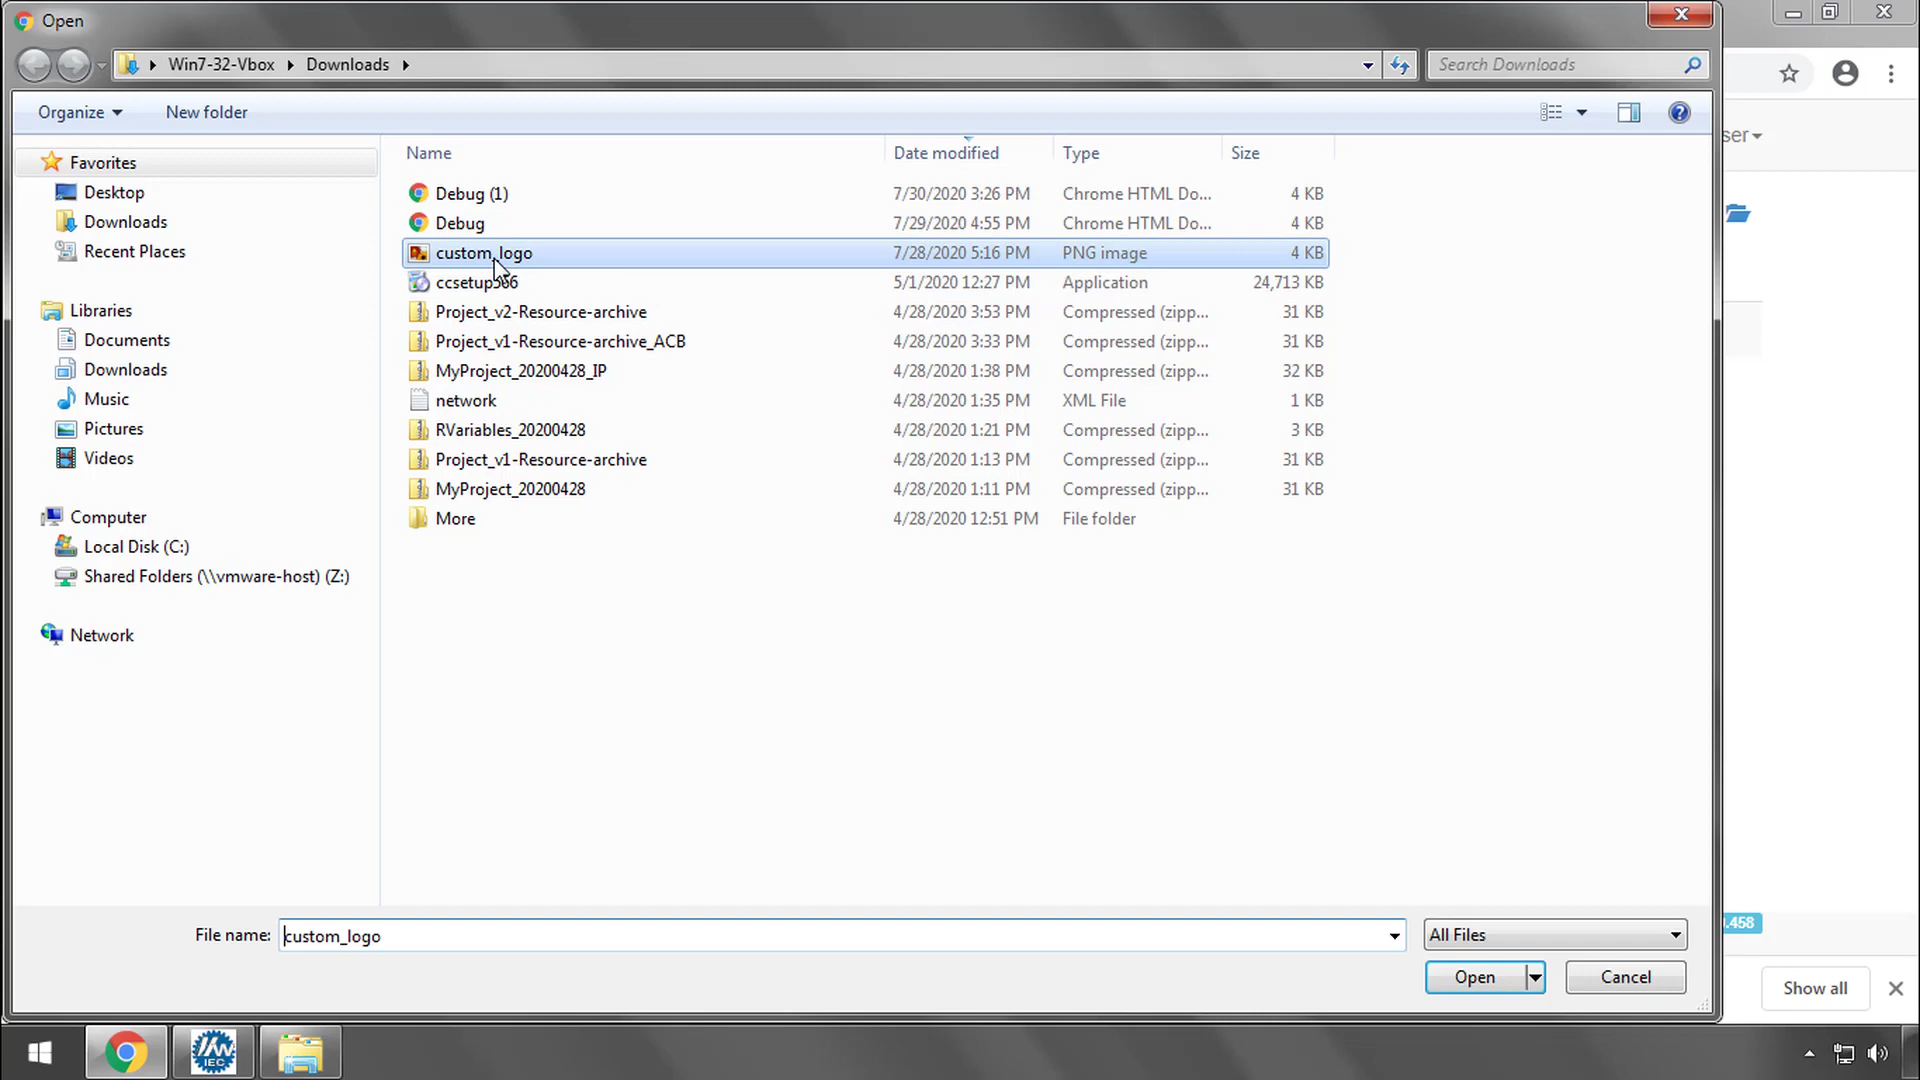 Open
Win7-32-Vbox Downloads
Search Downloads
Organize New folder
ser
Favorites
Desktop
Downloads
Recent Places
Libraries
Documents
Downloads
Music
Pictures
Videos
Computer
Local Disk (C:)
Shared Folders (\\vmware-host) (Z:)
Network
Name Date modified Type Size
Debug (1) 7/30/2020 3:26 PM Chrome HTML Do... 4 KB
Debug 7/29/2020 4:55 PM Chrome HTML Do... 4 KB
custom_logo 7/28/2020 5:16 PM PNG image 4 KB
ccsetup566 5/1/2020 12:27 PM Application 24,713 KB
Project_v2-Resource-archive 4/28/2020 3:53 PM Compressed (zipp... 31 KB
Project_v1-Resource-archive_ACB 4/28/2020 3:33 PM Compressed (zipp... 31 KB
MyProject_20200428_IP 4/28/2020 1:38 PM Compressed (zipp... 32 KB
network 4/28/2020 1:35 PM XML File 1 KB
RVariables_20200428 4/28/2020 1:21 PM Compressed (zipp... 3 KB
Project_v1-Resource-archive 4/28/2020 1:13 PM Compressed (zipp... 31 KB
MyProject_20200428 4/28/2020 1:11 PM Compressed (zipp... 31 KB
More 4/28/2020 12:51 PM File folder
.458
File name: custom_logo All Files
Open Cancel
Show all
IEC